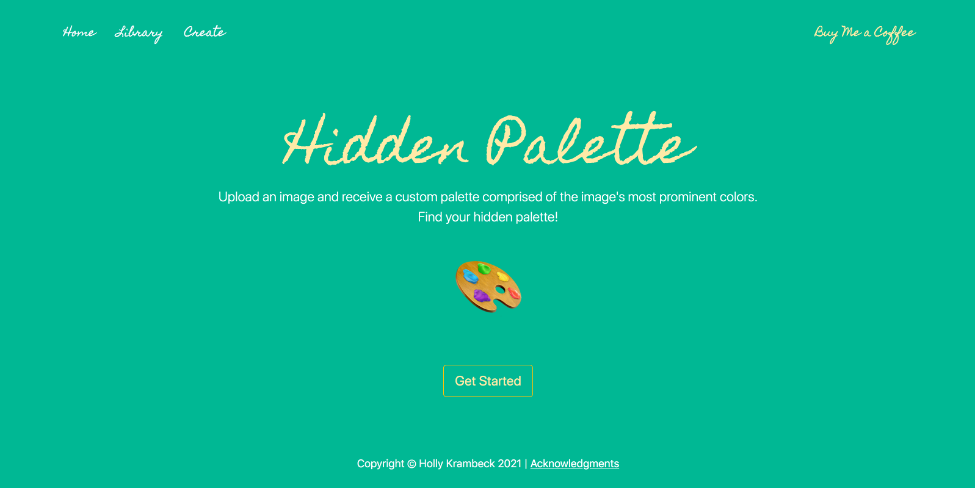 Home Library Create Buy Me a Coffee
Hidden Palette
Upload an image and receive a custom palette comprised of the image's most prominent colors.
Find your hidden palette!
Get Started
Copyright © Holly Krambeck 2021 | Acknowledgments